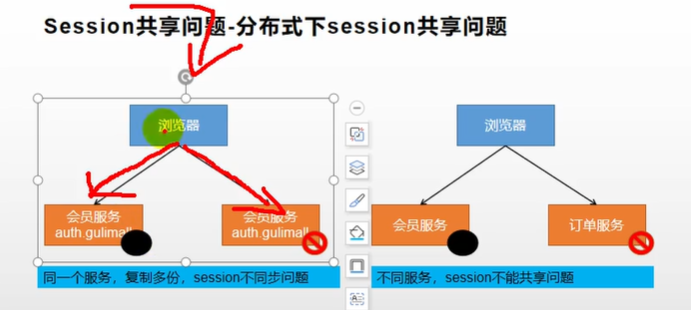 Session共享问题-分布式下session共享问题
浏览器
会员服务
auth.gulimall
会员服务
auth.gulimall
同一个服务，复制多份，session不同步问题
浏览器
会员服务
订单服务
不同服务，session不能共享问题